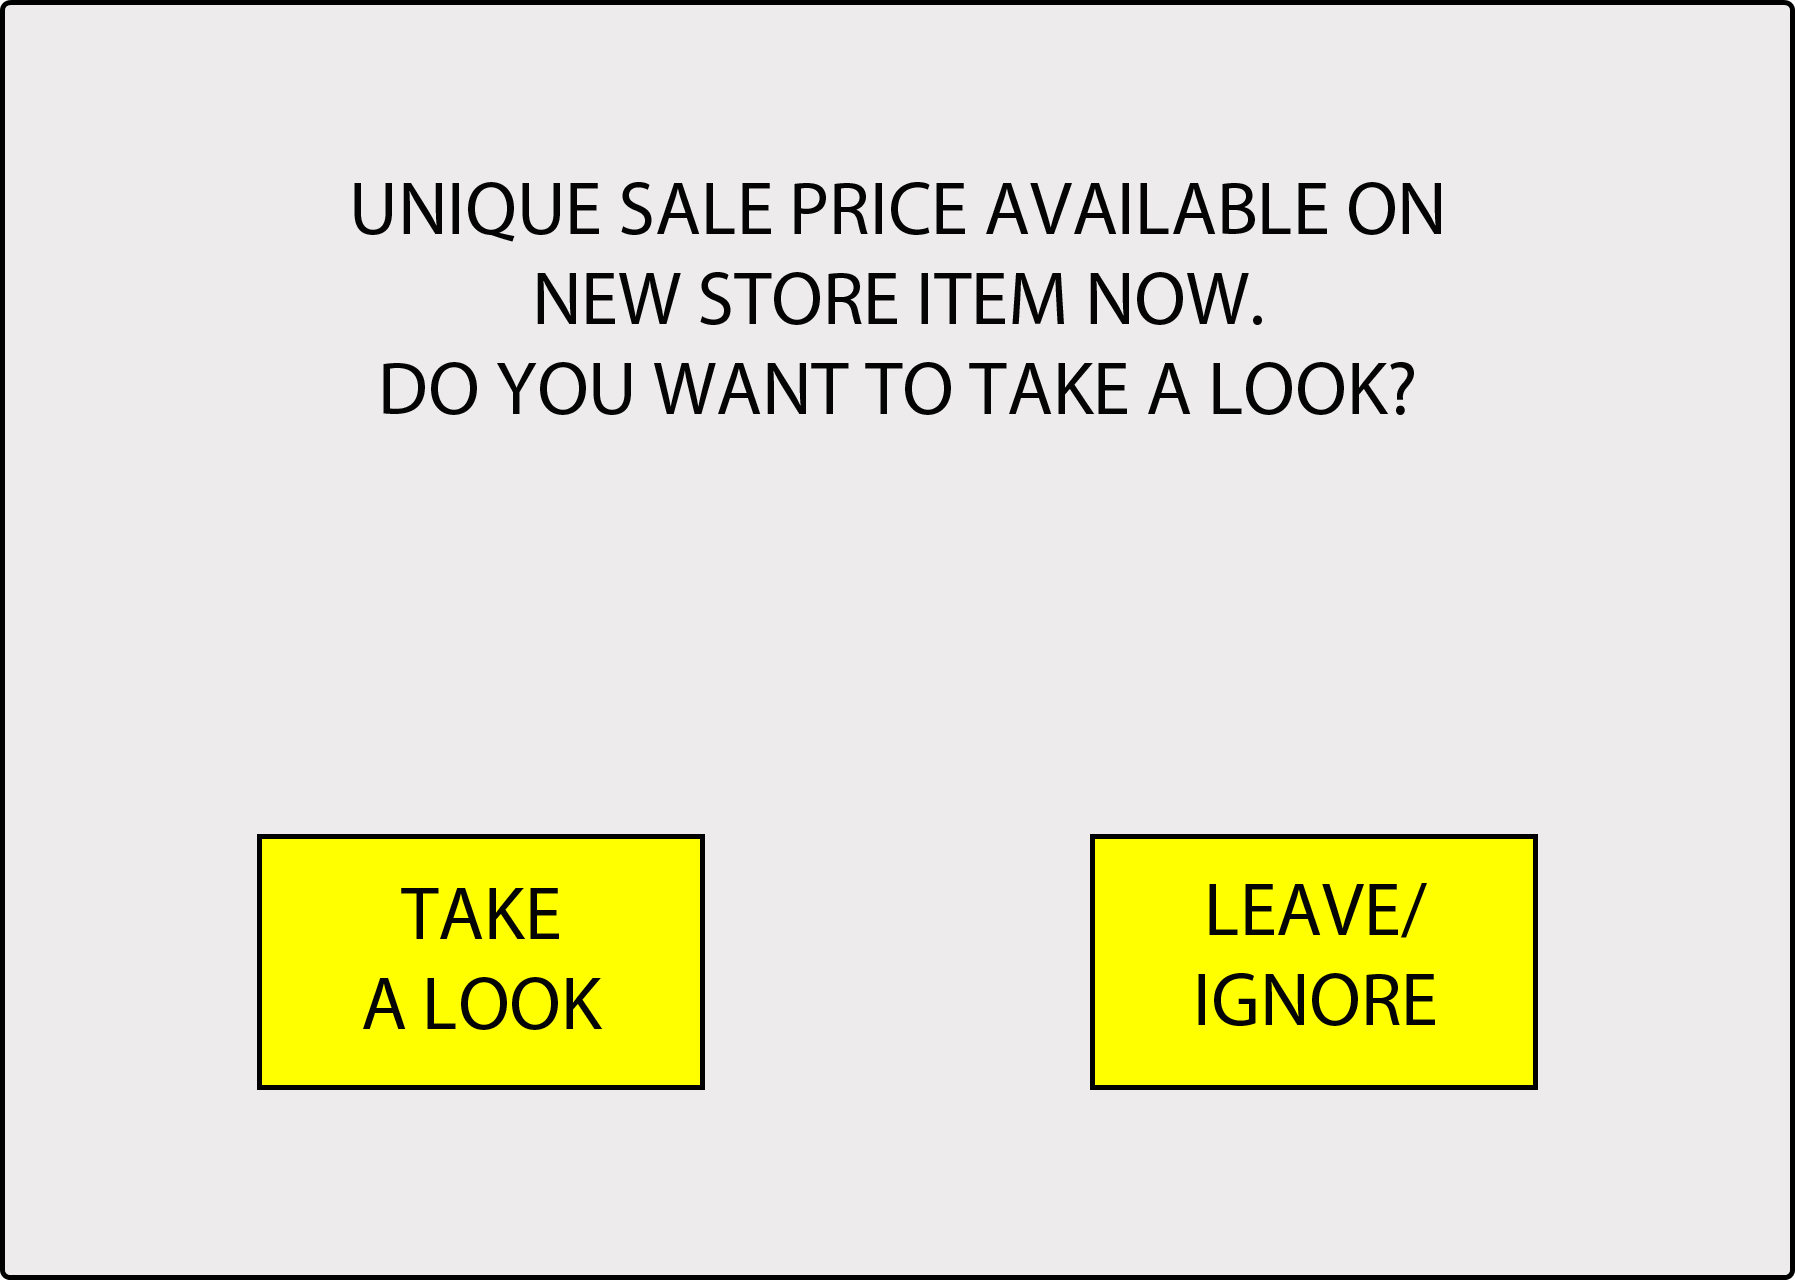 UNIQUE SALE PRICE AVAILABLE ON
NEW STORE ITEM NOW.
DO YOU WANT TO TAKE A LOOK?
TAKE
A LOOK
LEAVE/
IGNORE